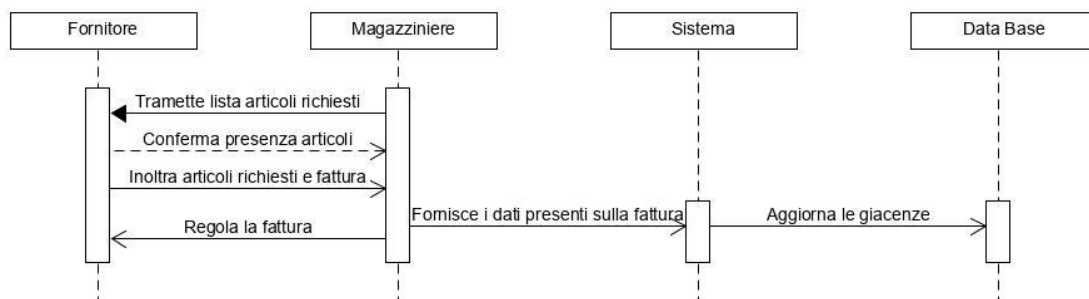 Fornitore
Magazziniere
Sistema
Data Base
Tramette lista articoli richiesti
Conferma presenza articoli
Inoltra articoli richiesti e fattura
Fornisce i dati presenti sulla fattura
Aggiorna le giacenze
Regola la fattura